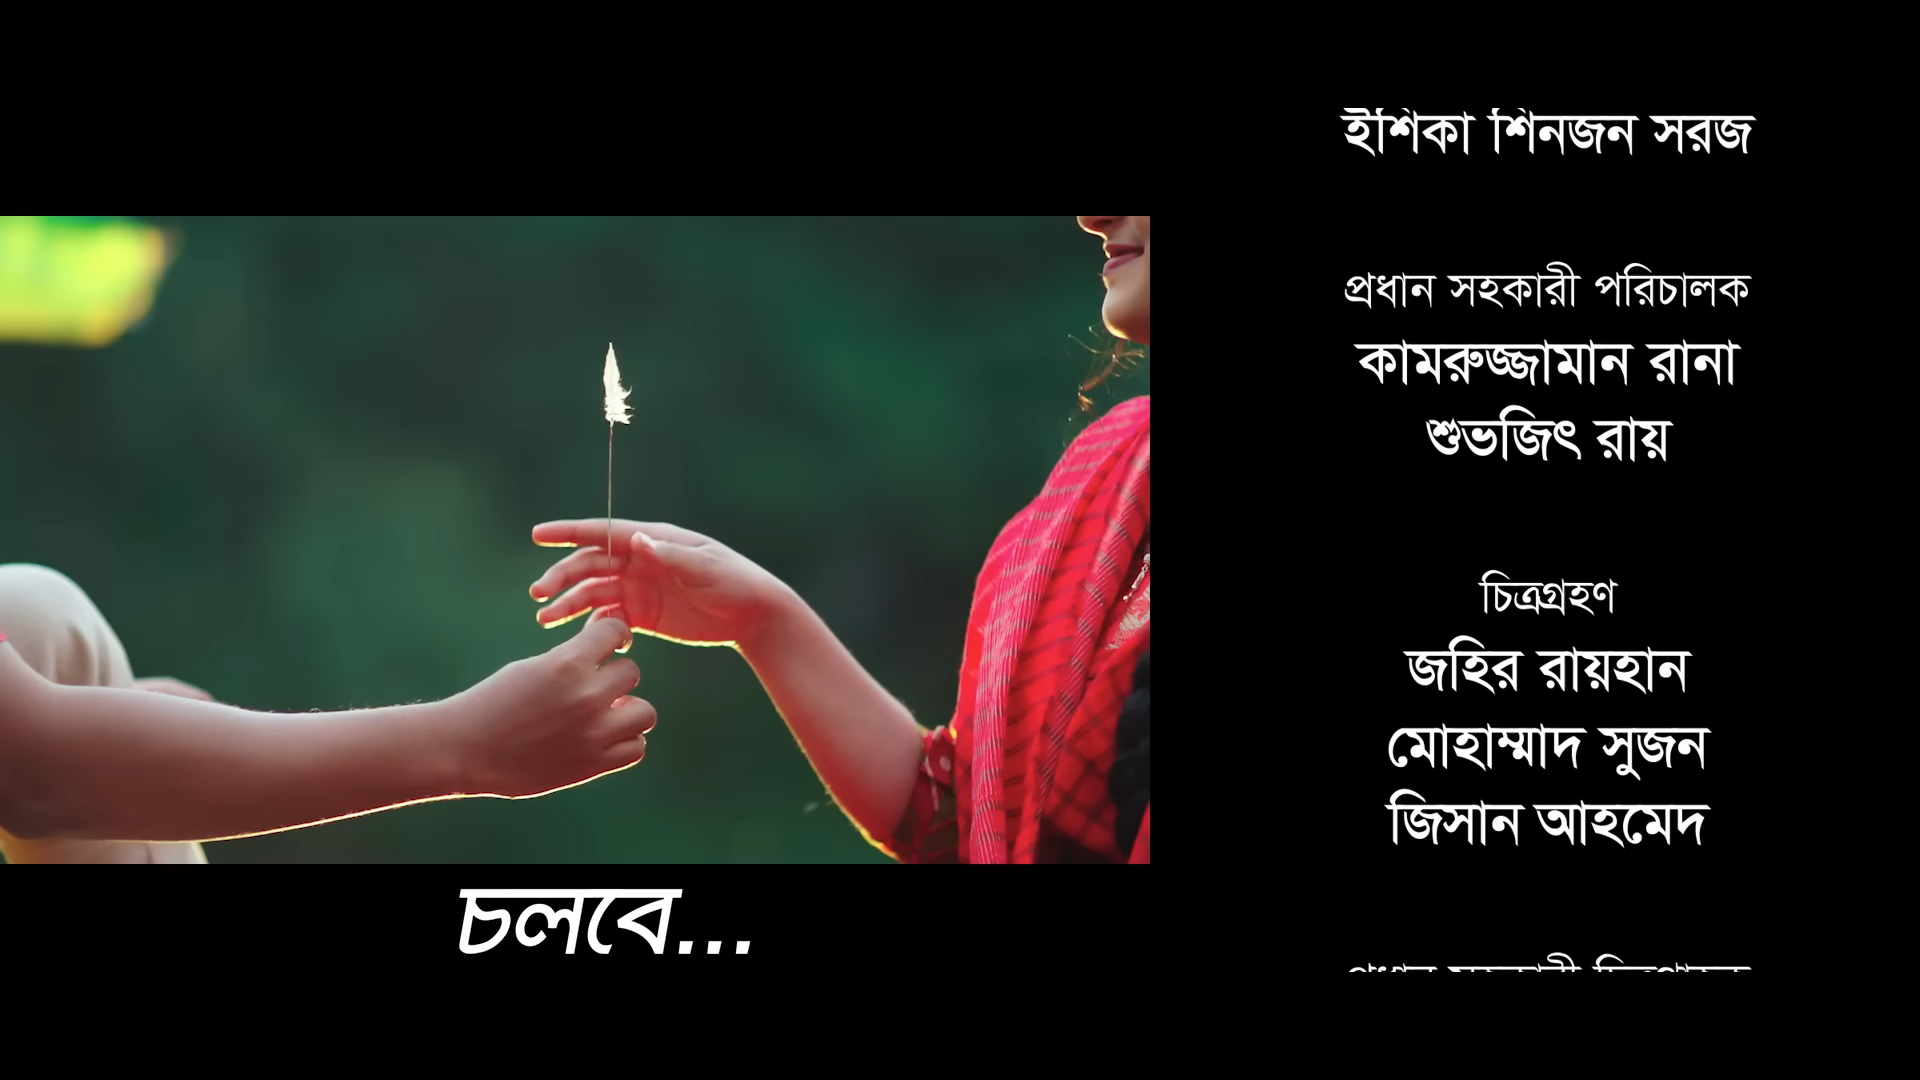 ইশিকা শিনজন সরজ
প্রধান সহকারী পরিচালক
কামরুজ্জামান রানা
শুভজিৎ রায়
চিত্রগ্রহণ
জহির রায়হান
মোহাম্মাদ সুজন
জিসান আহমেদ
চলবে...